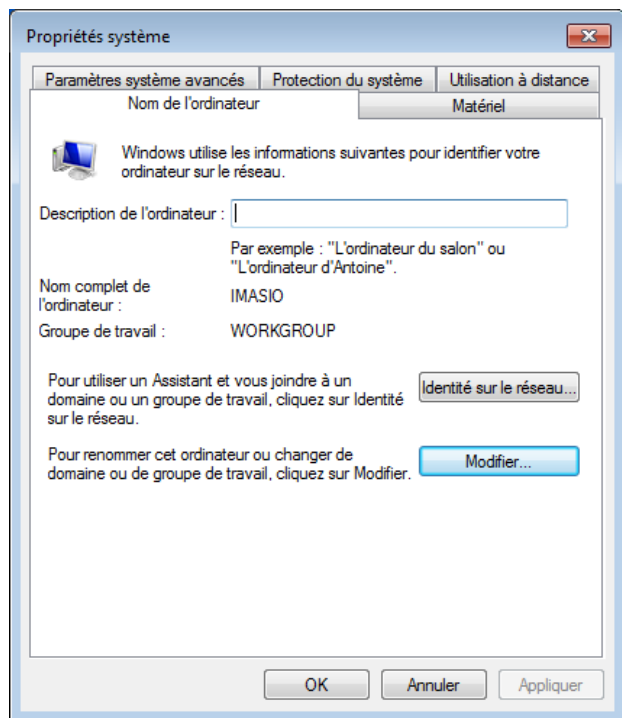 Propriétés système
Paramètres système avancés
Protection du système
Utilisation à distance
Nom de l'ordinateur
Matériel
Windows utilise les informations suivantes pour identifier votre
ordinateur sur le réseau.
Description de l'ordinateur :
Par exemple : "L'ordinateur du salon" ou
"L'ordinateur d'Antoine".
Nom complet de
l'ordinateur :
IMASIO
Groupe de travail :
WORKGROUP
Pour utiliser un Assistant et vous joindre à un
domaine ou un groupe de travail, cliquez sur Identité
sur le réseau.
Identité sur le réseau...
Pour renommer cet ordinateur ou changer de
domaine ou de groupe de travail, cliquez sur Modifier.
Modifier...
OK
Annuler
Appliquer